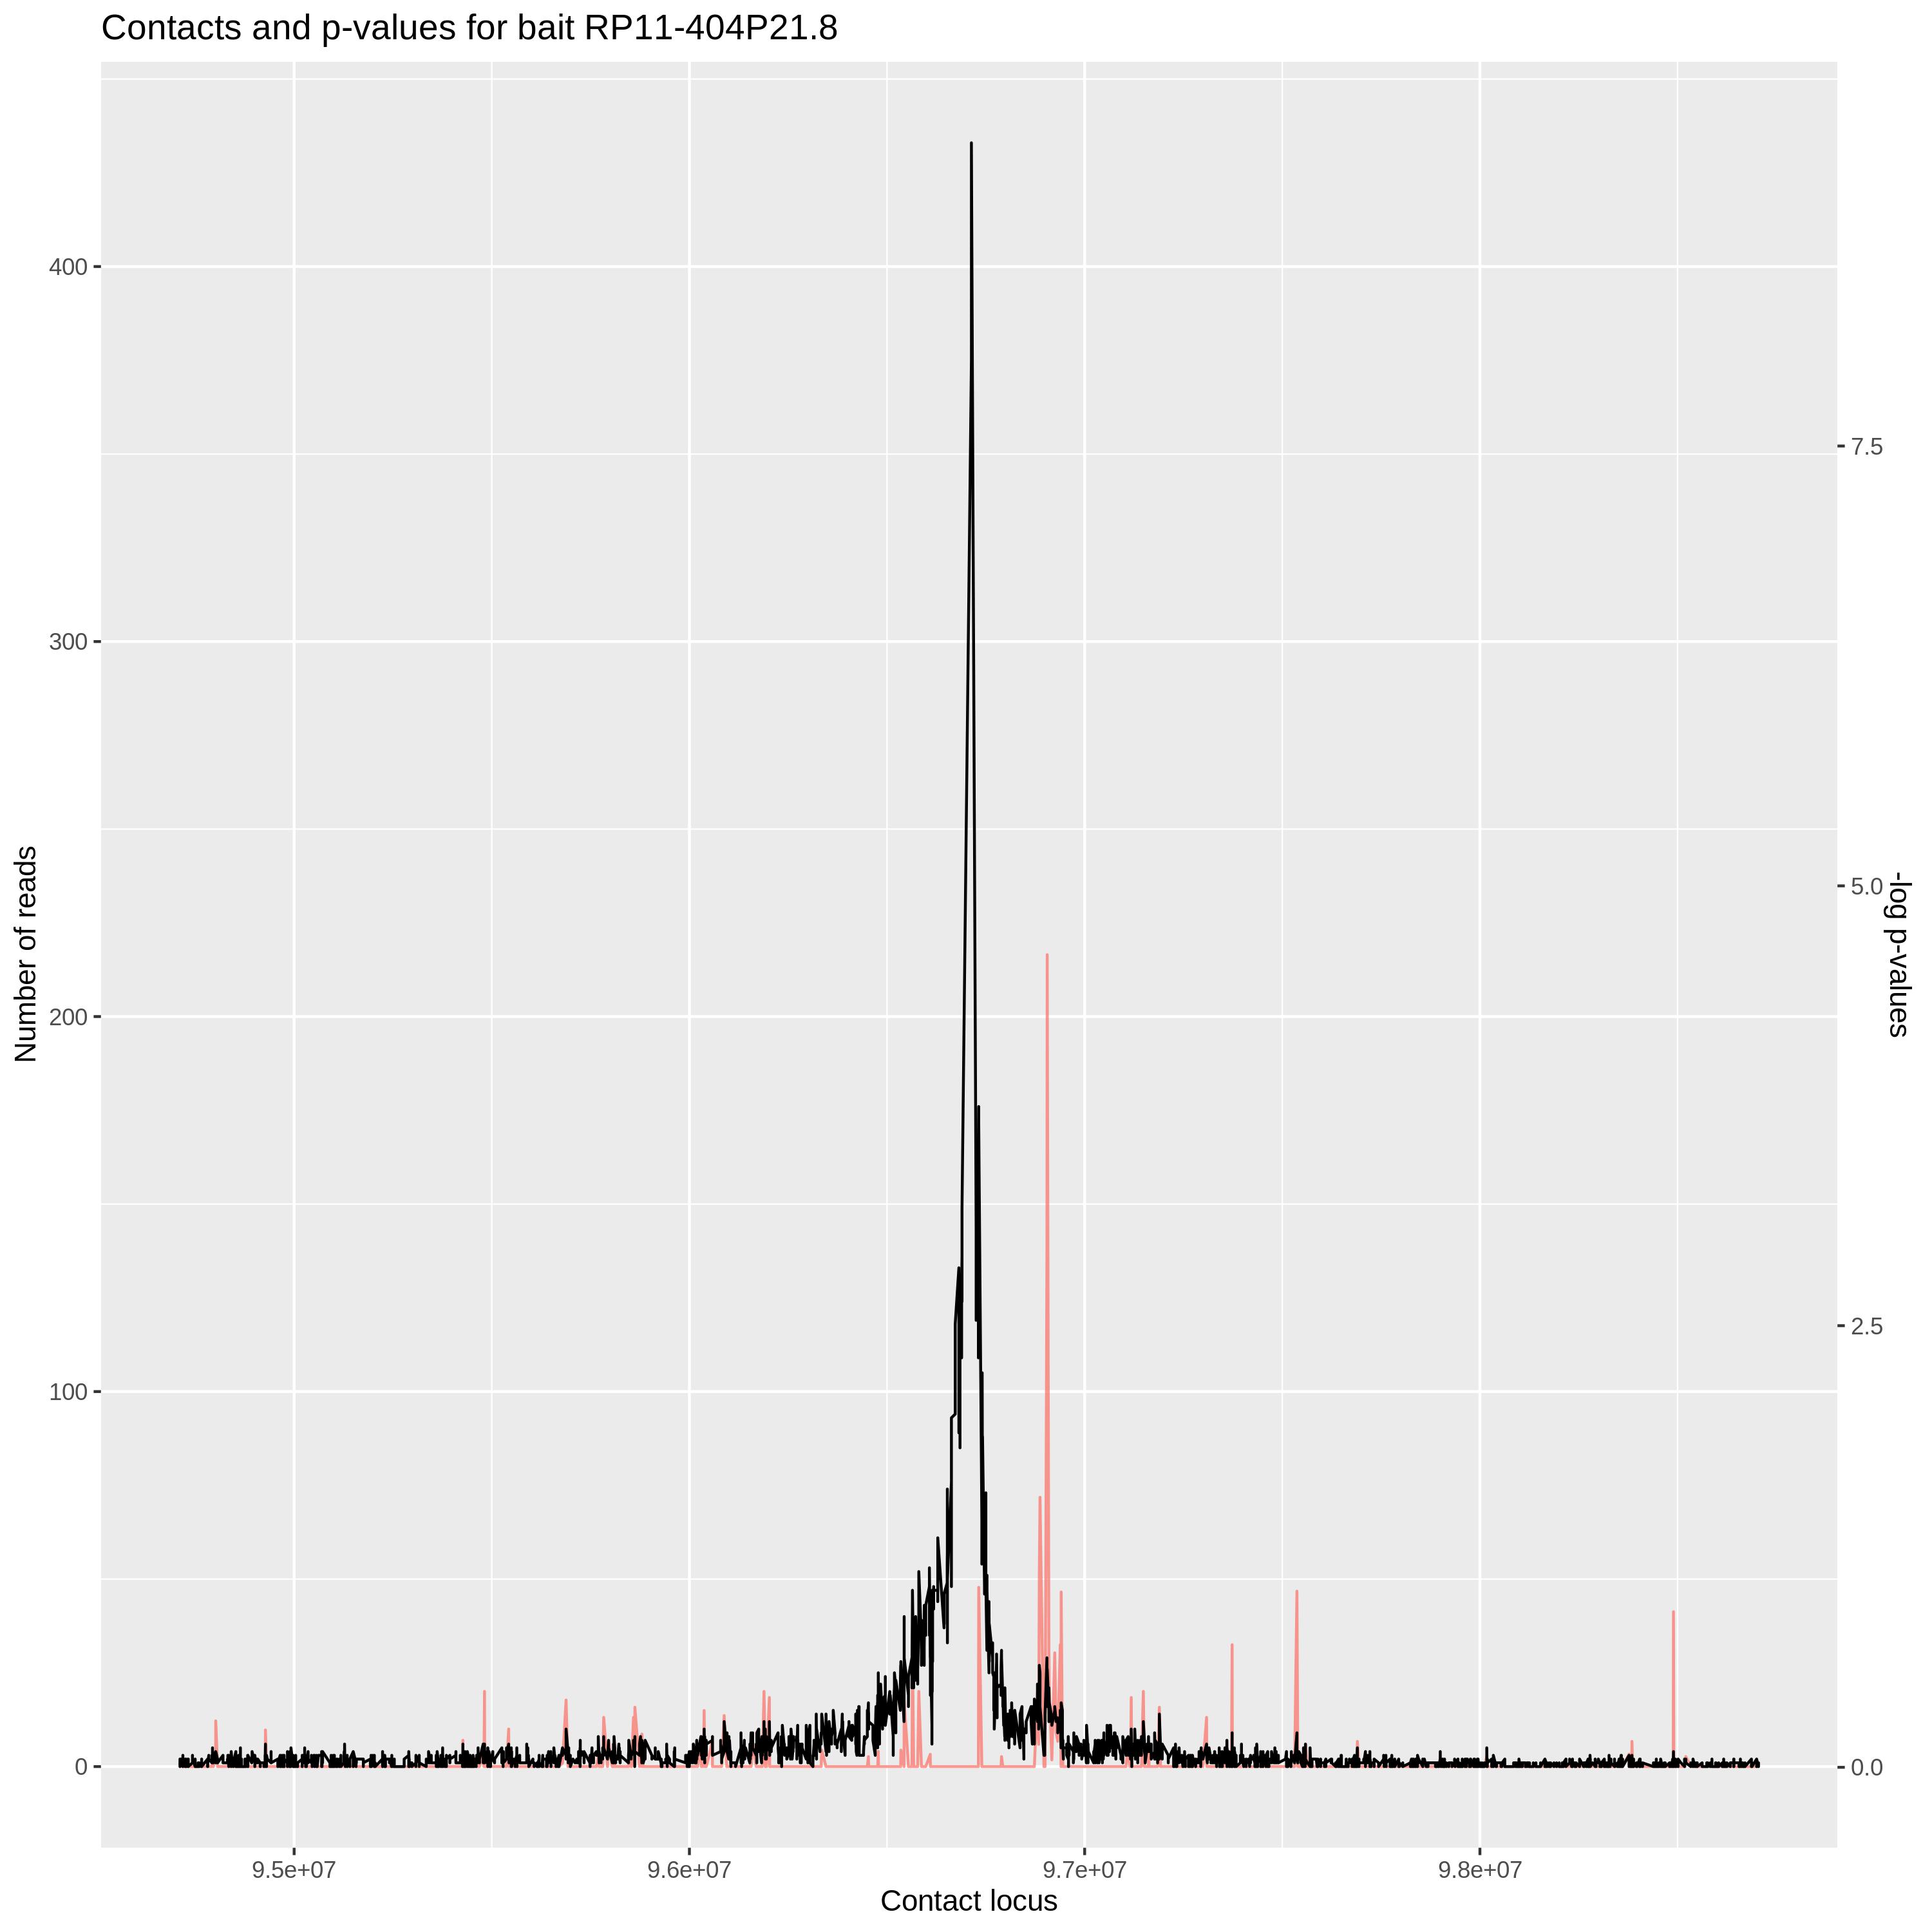 Contacts and p-values for bait RP11-404P21.8
400
300
200
100
0
Number of reads
7.5
5.0
2.5
0.0
-log p-values
9.5e+07
9.6e+07
9.7e+07
9.8e+07
Contact locus